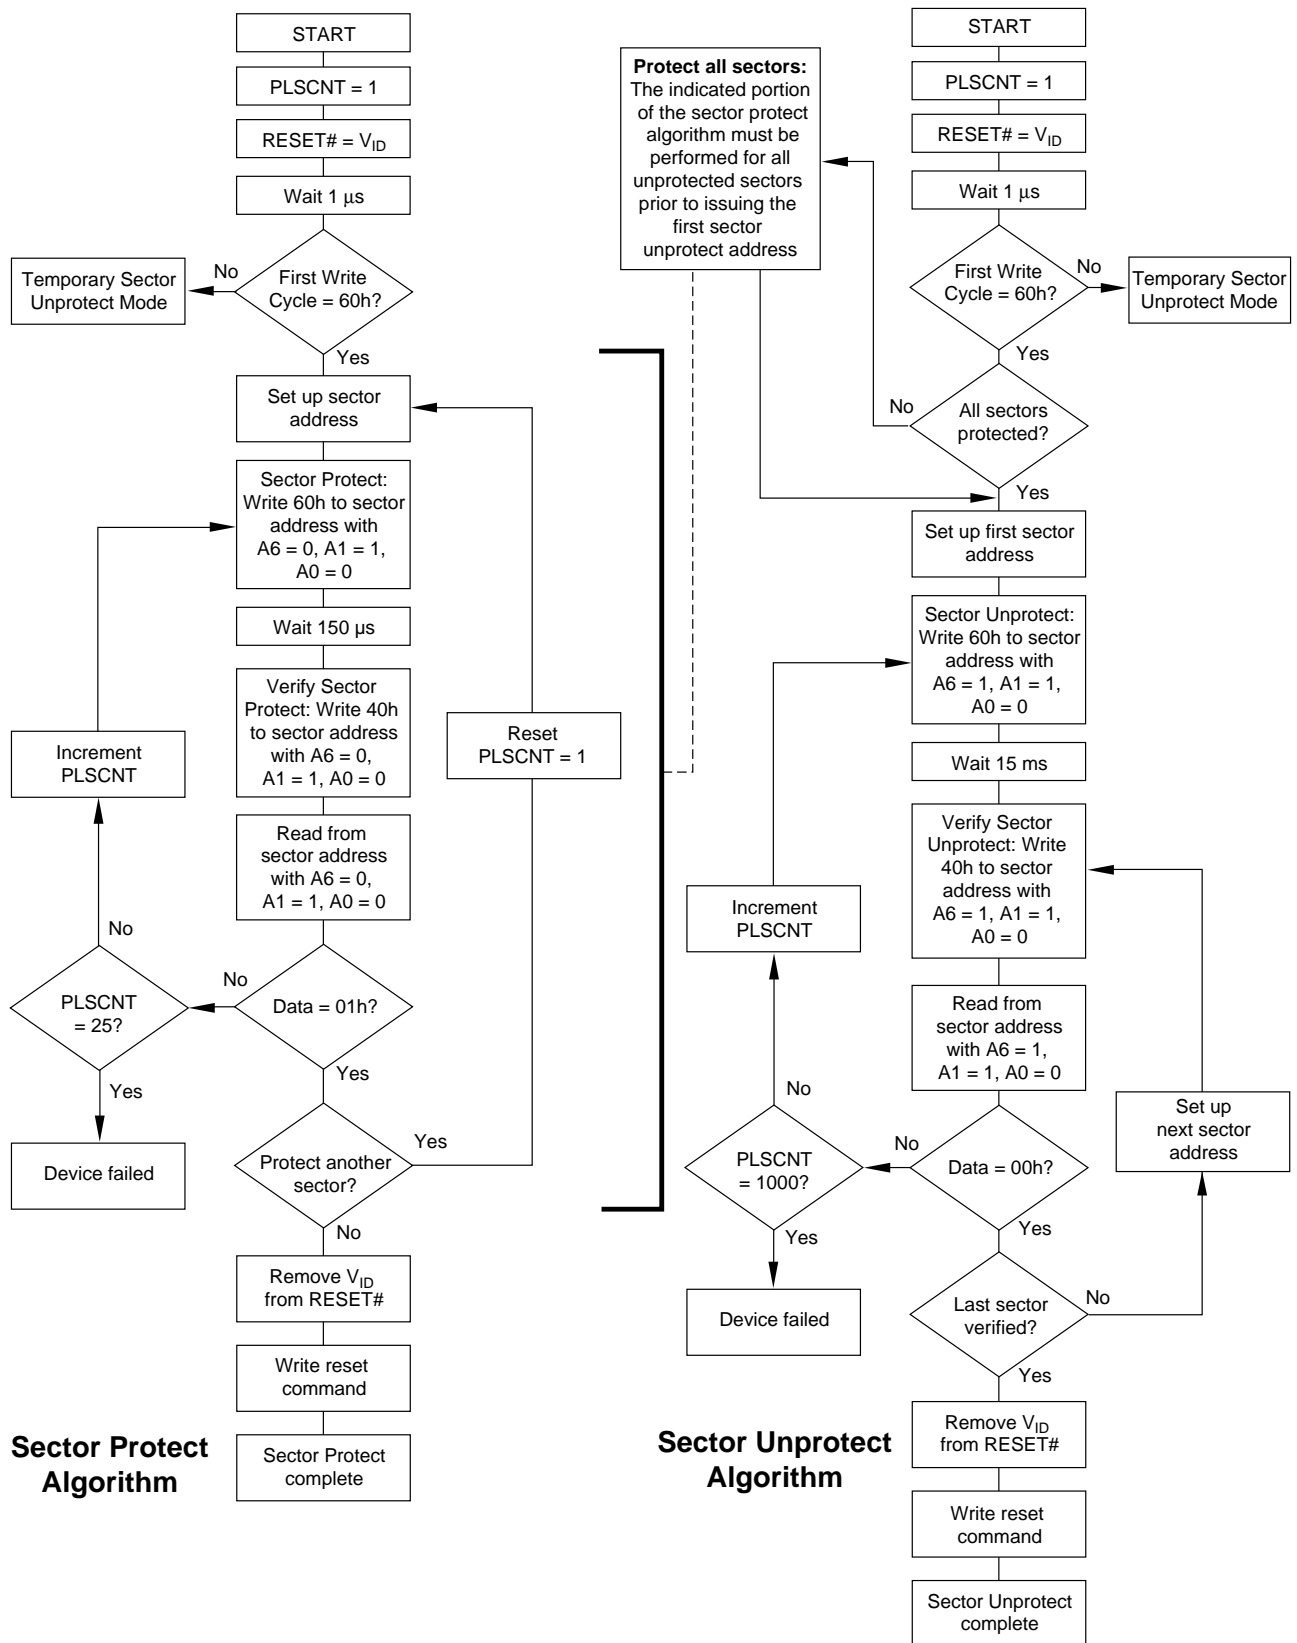 START
PLSCNT = 1
RESET# = VID
Wait 1 μs
First Write
Cycle = 60h?
No
Temporary Sector
Unprotect Mode
Yes
Set up sector
address
Sector Protect:
Write 60h to sector
address with
A6 = 0, A1 = 1,
A0 = 0
Wait 150 µs
Verify Sector
Protect: Write 40h
to sector address
with A6 = 0,
A1 = 1, A0 = 0
Reset
PLSCNT = 1
Increment
PLSCNT
Read from
sector address
with A6 = 0,
A1 = 1, A0 = 0
No
No
PLSCNT
= 25?
Data = 01h?
Yes
Yes
Device failed
Protect another
sector?
Yes
No
Remove VID
from RESET#
Write reset
command
Sector Protect
complete
Sector Protect
Algorithm
Protect all sectors:
The indicated portion
of the sector protect
algorithm must be
performed for all
unprotected sectors
prior to issuing the
first sector
unprotect address
START
PLSCNT = 1
RESET# = VID
Wait 1 μs
First Write
Cycle = 60h?
No
Temporary Sector
Unprotect Mode
Yes
No
All sectors
protected?
Yes
Set up first sector
address
Sector Unprotect:
Write 60h to sector
address with
A6 = 1, A1 = 1,
A0 = 0
Wait 15 ms
Verify Sector
Unprotect: Write
40h to sector
address with
A6 = 1, A1 = 1,
A0 = 0
Increment
PLSCNT
Read from
sector address
with A6 = 1,
A1 = 1, A0 = 0
No
Set up
next sector
address
No
PLSCNT
= 1000?
Data = 00h?
Yes
Yes
Device failed
Last sector
verified?
No
Yes
Remove VID
from RESET#
Write reset
command
Sector Unprotect
complete
Sector Unprotect
Algorithm